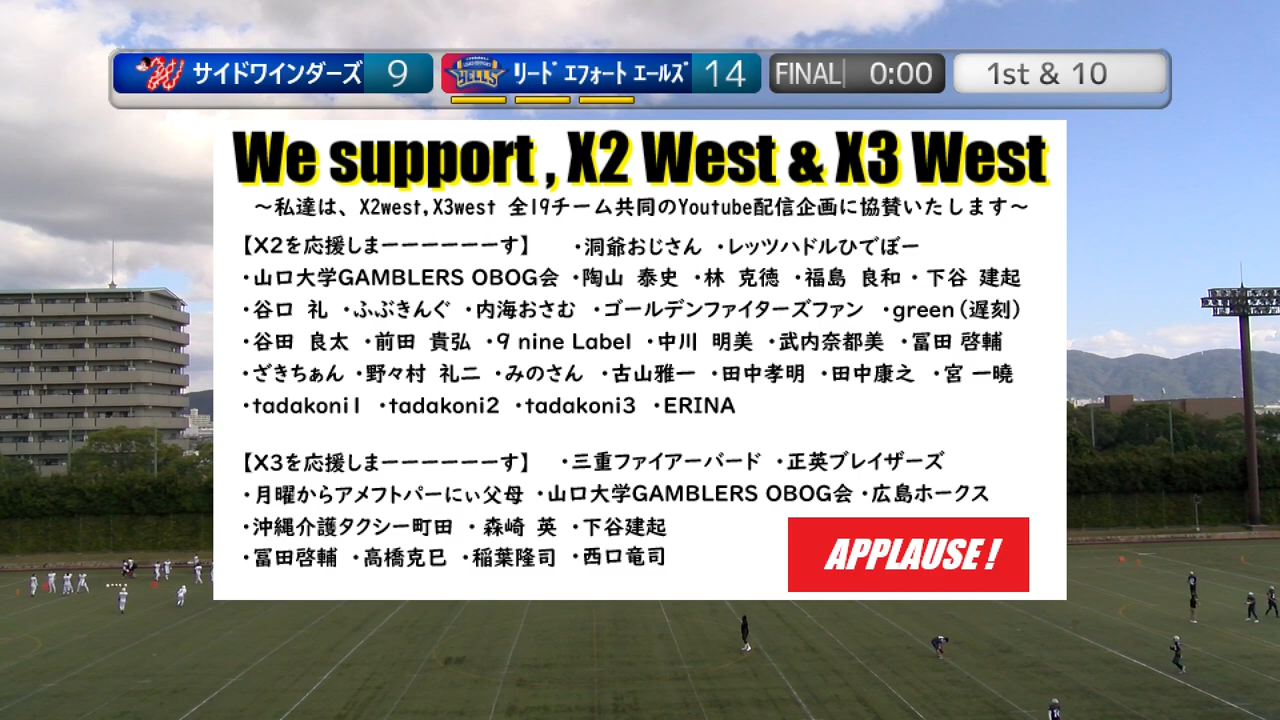 サイドワインダーズ 9 HELLS リード エフォート エールズ 14 FINAL 0:00 1st & 10
We support , X2 West & X3 West
～私達は、X2west,X3west 全19チーム共同のYoutube配信企画に協賛いたします～
【X2を応援しまーーーーーーす】 ・洞爺おじさん ・レッツハドルひでぼー
・山口大学GAMBLERS OBOG会 ・陶山 泰史 ・林 克徳 ・福島 良和 ・下谷 建起
・谷口 礼 ・ふぶきんぐ ・内海おさむ ・ゴールデンファイターズファン ・green（遅刻）
・谷田 良太 ・前田 貴弘 ・9 nine Label ・中川 明美 ・武内奈都美 ・冨田 啓輔
・ざきちぁん ・野々村 礼二 ・みのさん ・古山雅一 ・田中孝明 ・田中康之 ・宮 一曉
・tadakoni1 ・tadakoni2 ・tadakoni3 ・ERINA
【X3を応援しまーーーーーーす】 ・三重ファイアーバード ・正英ブレイザーズ
・月曜からアメフトパーにぃ父母 ・山口大学GAMBLERS OBOG会 ・広島ホークス
・沖縄介護タクシー町田 ・森崎 英 ・下谷建起
・冨田啓輔 ・高橋克巳 ・稲葉隆司 ・西口竜司
APPLAUSE !